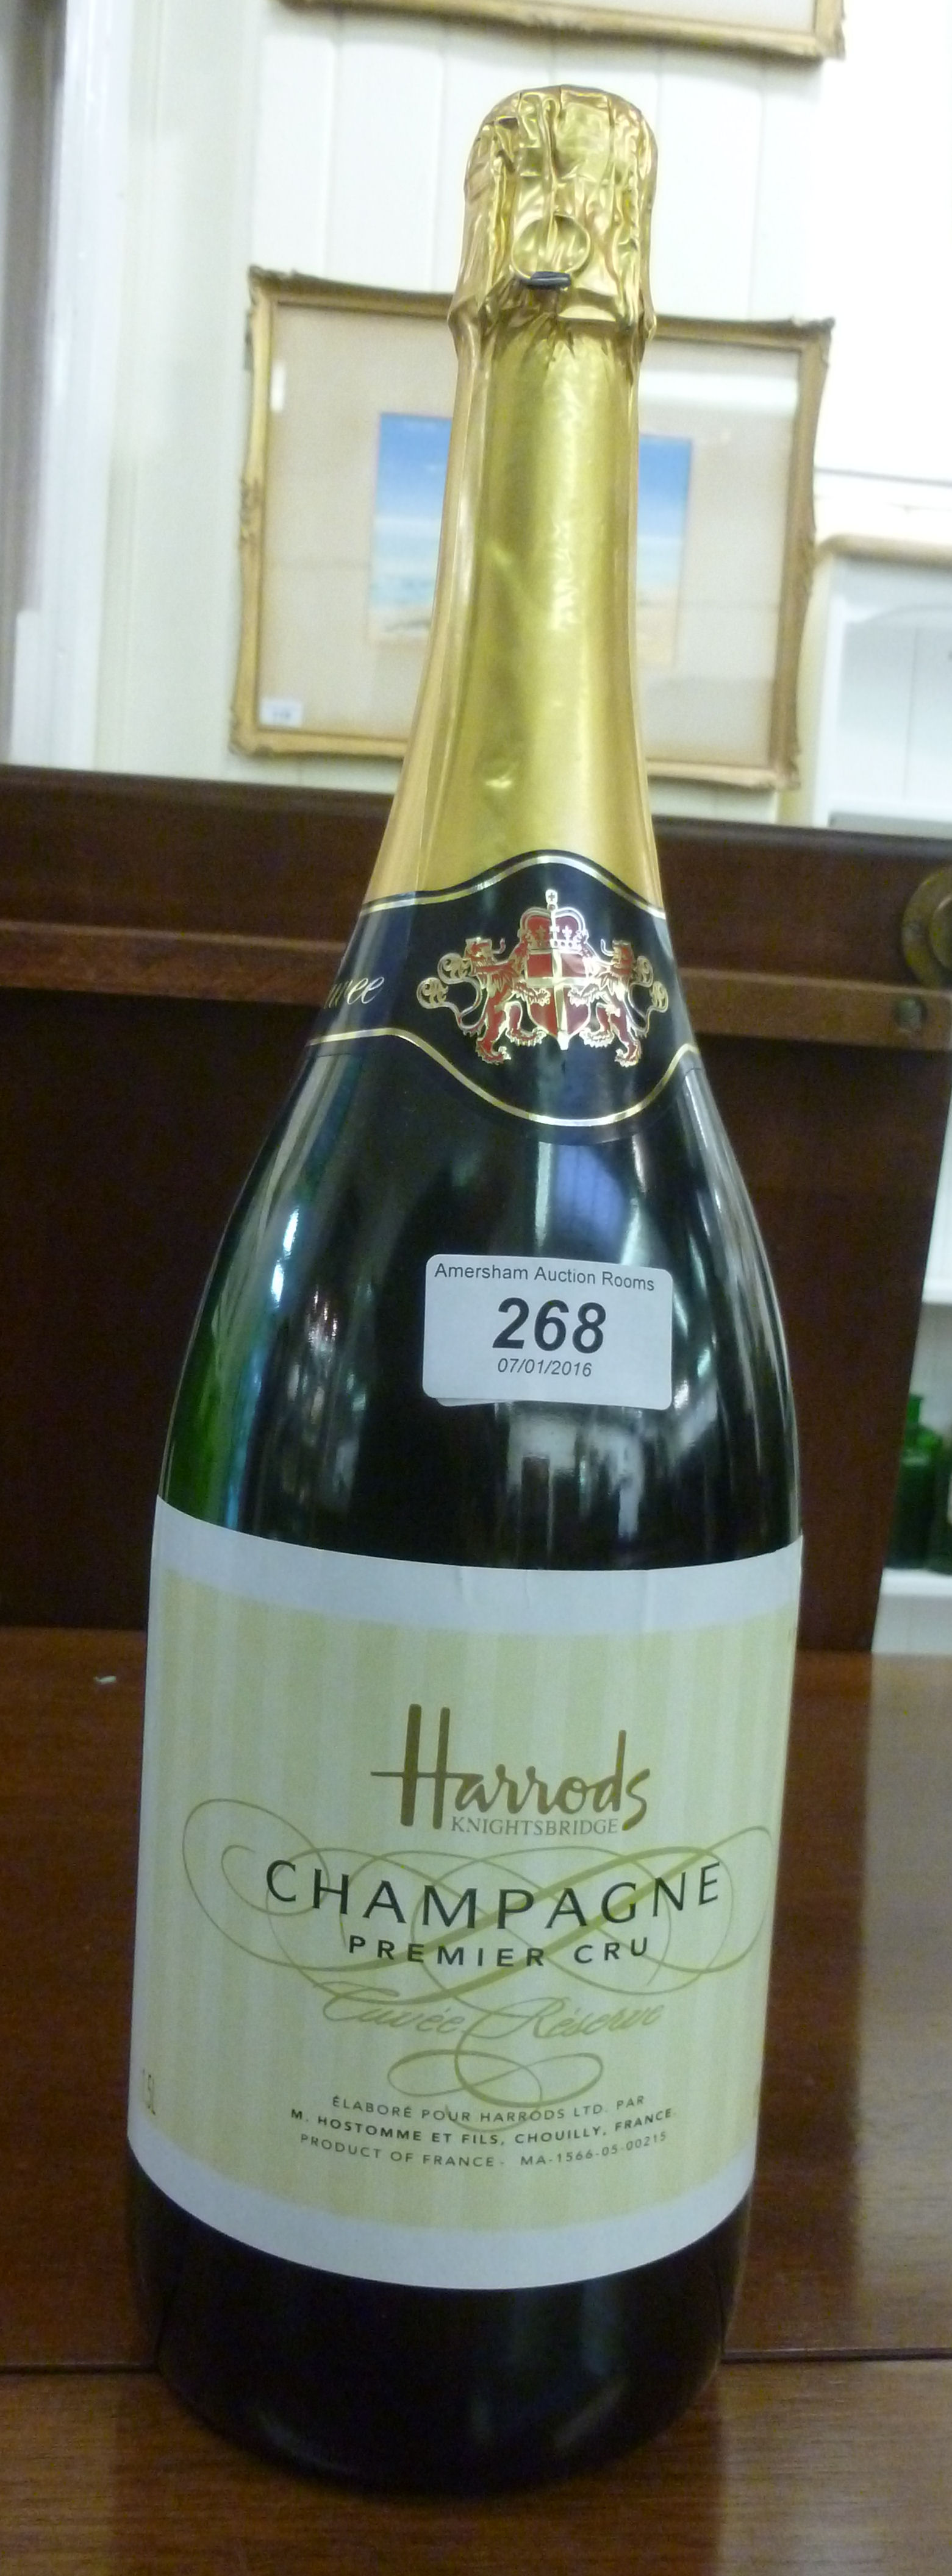 Amersham Auction Rooms
268
07/01/2016
Harrods
KNIGHTSBRIDGE
CHAMPAGNE
PREMIER CRU
Cuvée Réserve
ÉLABORÉ POUR HARRODS LTD. PAR
M. HOSTOMME ET FILS, CHOUILLY, FRANCE.
PRODUCT OF FRANCE - MA-1566-05-00215